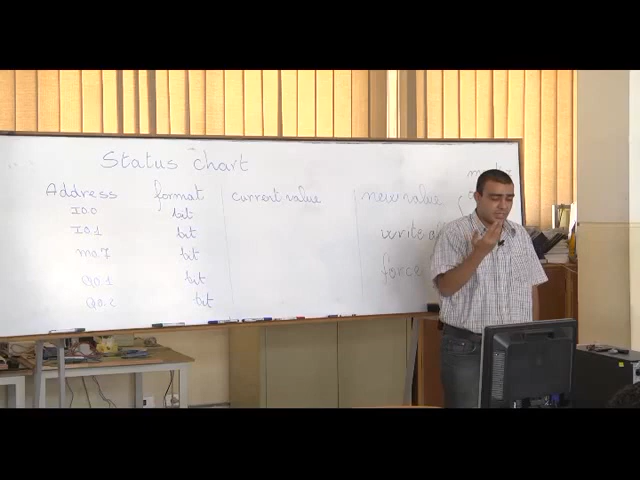 Status chart
Address format current value new value
I0.0 bit
I0.1 bit write
m0.7 bit force
Q0.1 bit
Q0.2 bit